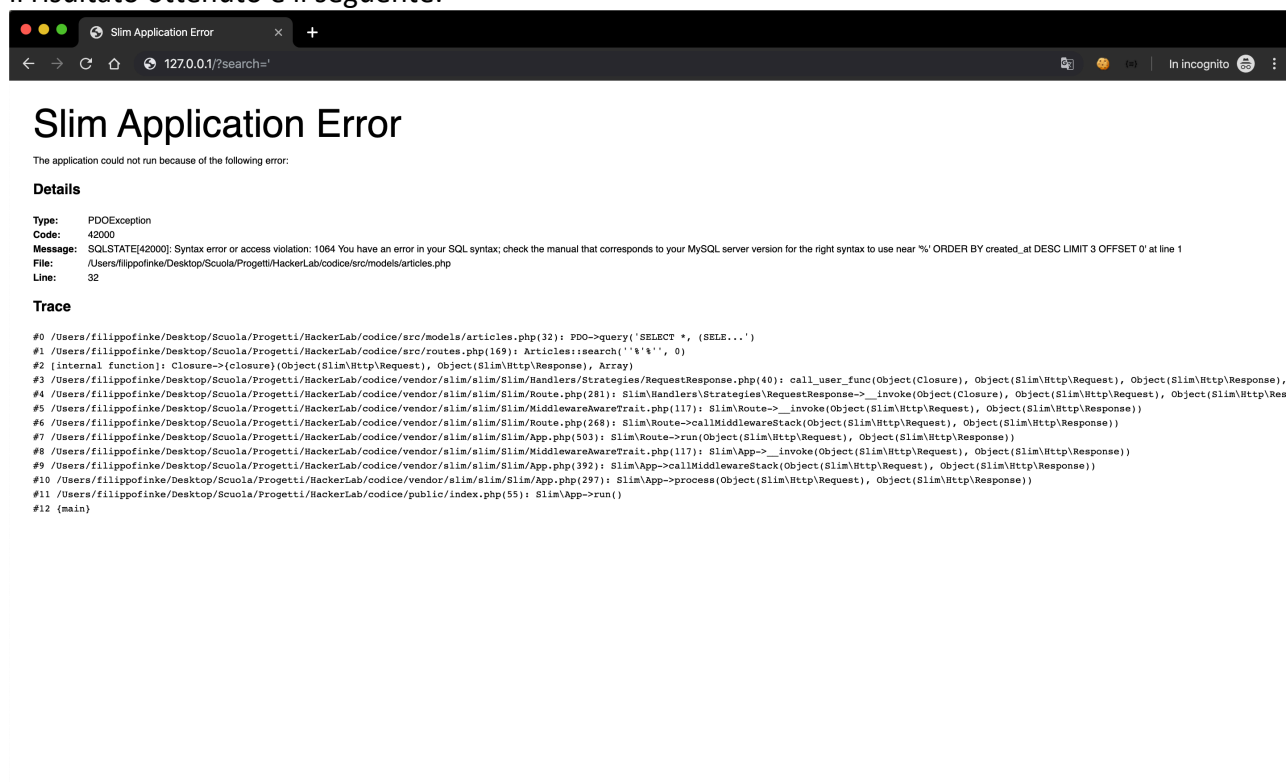 il risultato ottenuto è il seguente:
Slim Application Error
127.0.0.1/?search='
In incognito
Slim Application Error
The application could not run because of the following error:
Details
Type: PDOException
Code: 42000
Message: SQLSTATE[42000]: Syntax error or access violation: 1064 You have an error in your SQL syntax; check the manual that corresponds to your MySQL server version for the right syntax to use near '%' ORDER BY created_at DESC LIMIT 3 OFFSET 0' at line 1
File: /Users/filippofinke/Desktop/Scuola/Progetti/HackerLab/codice/src/models/articles.php
Line: 32
Trace
#0 /Users/filippofinke/Desktop/Scuola/Progetti/HackerLab/codice/src/models/articles.php(32): PDO->query('SELECT *, (SELE...')
#1 /Users/filippofinke/Desktop/Scuola/Progetti/HackerLab/codice/src/routes.php(169): Articles::search(''%'%'', 0)
#2 [internal function]: Closure->{closure}(Object(Slim\Http\Request), Object(Slim\Http\Response), Array)
#3 /Users/filippofinke/Desktop/Scuola/Progetti/HackerLab/codice/vendor/slim/slim/Slim/Handlers/Strategies/RequestResponse.php(40): call_user_func(Object(Closure), Object(Slim\Http\Request), Object(Slim\Http\Response),
#4 /Users/filippofinke/Desktop/Scuola/Progetti/HackerLab/codice/vendor/slim/slim/Slim/Route.php(281): Slim\Handlers\Strategies\RequestResponse->__invoke(Object(Closure), Object(Slim\Http\Request), Object(Slim\Http\Res
#5 /Users/filippofinke/Desktop/Scuola/Progetti/HackerLab/codice/vendor/slim/slim/Slim/MiddlewareAwareTrait.php(117): Slim\Route->__invoke(Object(Slim\Http\Request), Object(Slim\Http\Response))
#6 /Users/filippofinke/Desktop/Scuola/Progetti/HackerLab/codice/vendor/slim/slim/Slim/Route.php(268): Slim\Route->callMiddlewareStack(Object(Slim\Http\Request), Object(Slim\Http\Response))
#7 /Users/filippofinke/Desktop/Scuola/Progetti/HackerLab/codice/vendor/slim/slim/Slim/App.php(503): Slim\Route->run(Object(Slim\Http\Request), Object(Slim\Http\Response))
#8 /Users/filippofinke/Desktop/Scuola/Progetti/HackerLab/codice/vendor/slim/slim/Slim/MiddlewareAwareTrait.php(117): Slim\App->__invoke(Object(Slim\Http\Request), Object(Slim\Http\Response))
#9 /Users/filippofinke/Desktop/Scuola/Progetti/HackerLab/codice/vendor/slim/slim/Slim/App.php(392): Slim\App->callMiddlewareStack(Object(Slim\Http\Request), Object(Slim\Http\Response))
#10 /Users/filippofinke/Desktop/Scuola/Progetti/HackerLab/codice/vendor/slim/slim/Slim/App.php(297): Slim\App->process(Object(Slim\Http\Request), Object(Slim\Http\Response))
#11 /Users/filippofinke/Desktop/Scuola/Progetti/HackerLab/codice/public/index.php(55): Slim\App->run()
#12 {main}